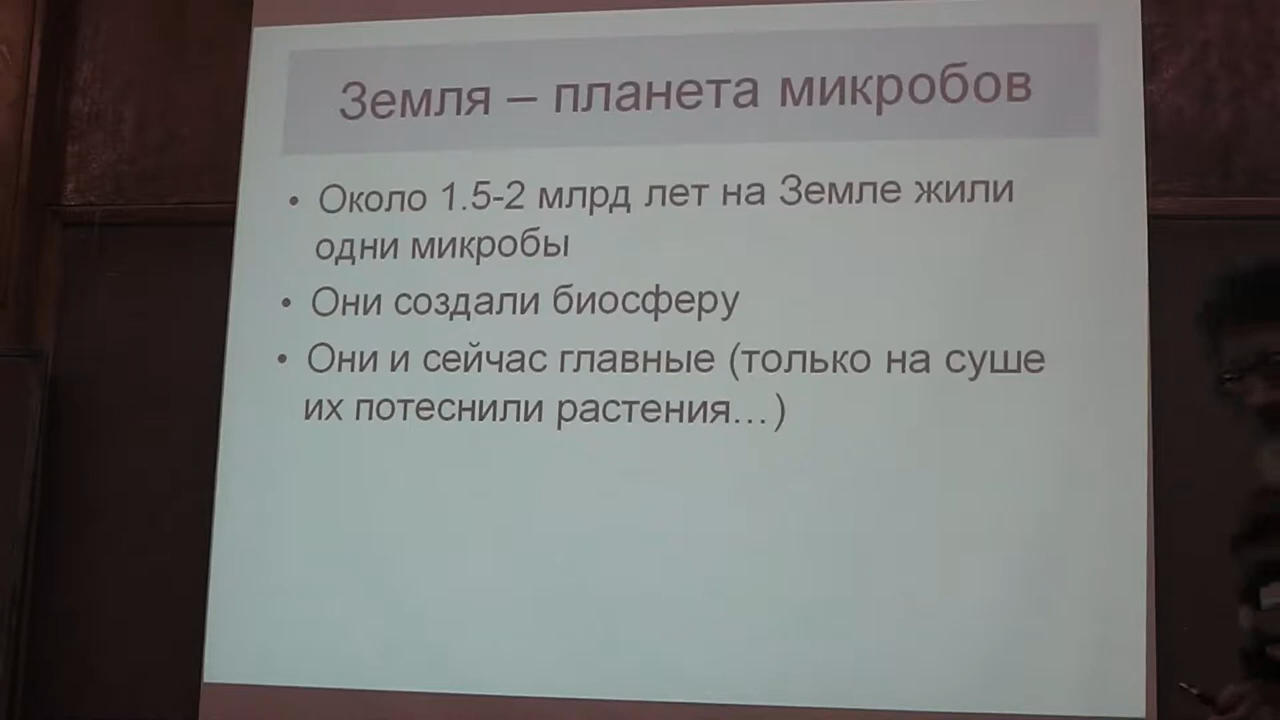 Земля – планета микробов
• Около 1.5-2 млрд лет на Земле жили
одни микробы
• Они создали биосферу
• Они и сейчас главные (только на суше
их потеснили растения…)